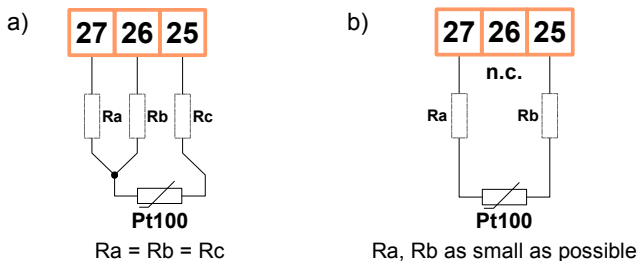 a)
27 26 25
Ra Rb Rc
Pt100
Ra = Rb = Rc
b)
27 26 25
n.c.
Ra Rb
Pt100
Ra, Rb as small as possible